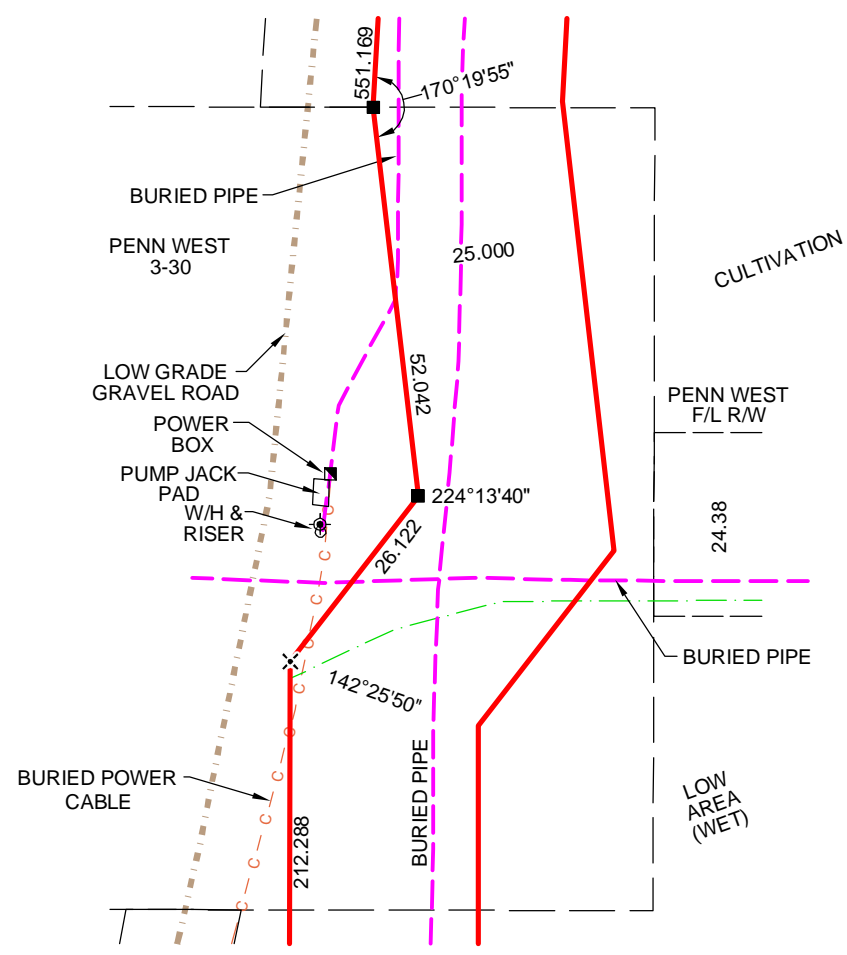 551.169
170°19'55"
BURIED PIPE
PENN WEST
3-30
25.000
CULTIVATION
LOW GRADE
GRAVEL ROAD
52.042
PENN WEST
F/L R/W
POWER
BOX
PUMP JACK
PAD
W/H &
RISER
224°13'40"
24.38
26.122
C C C C C C C C C C
BURIED PIPE
142°25'50"
BURIED PIPE
BURIED POWER
CABLE
LOW
AREA
(WET)
212.288